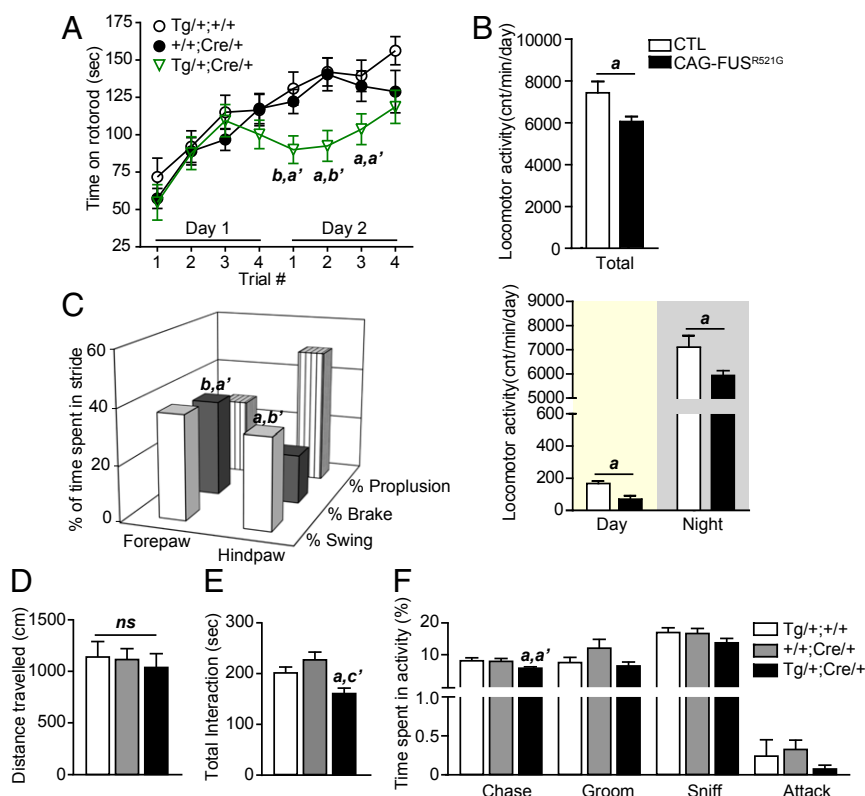 A
Tg/+;+/+
+/+;Cre/+
Tg/+;Cre/+
Time on rotorod (sec)
175
150
125
100
75
50
25
b,a'
a,b'
a,a'
Day 1
Day 2
1 2 3 4 1 2 3 4
Trial #
B
CTL
CAG-FUSR521G
Locomotor activity(cnt/min/day)
10000
8000
6000
4000
2000
0
a
Total
Locomotor activity(cnt/min/day)
9000
8000
7000
6000
5000
600
400
200
0
a
a
Day
Night
C
% of time spent in stride
60
40
20
0
b,a'
a,b'
% Proplusion
% Brake
% Swing
Forepaw
Hindpaw
D
Distance travelled (cm)
1500
1000
500
0
ns
E
Total Interaction (sec)
300
200
100
0
a,c'
F
Time spent in activity (%)
20
10
1.0
0.5
0
a,a'
Tg/+;+/+
+/+;Cre/+
Tg/+;Cre/+
Chase
Groom
Sniff
Attack